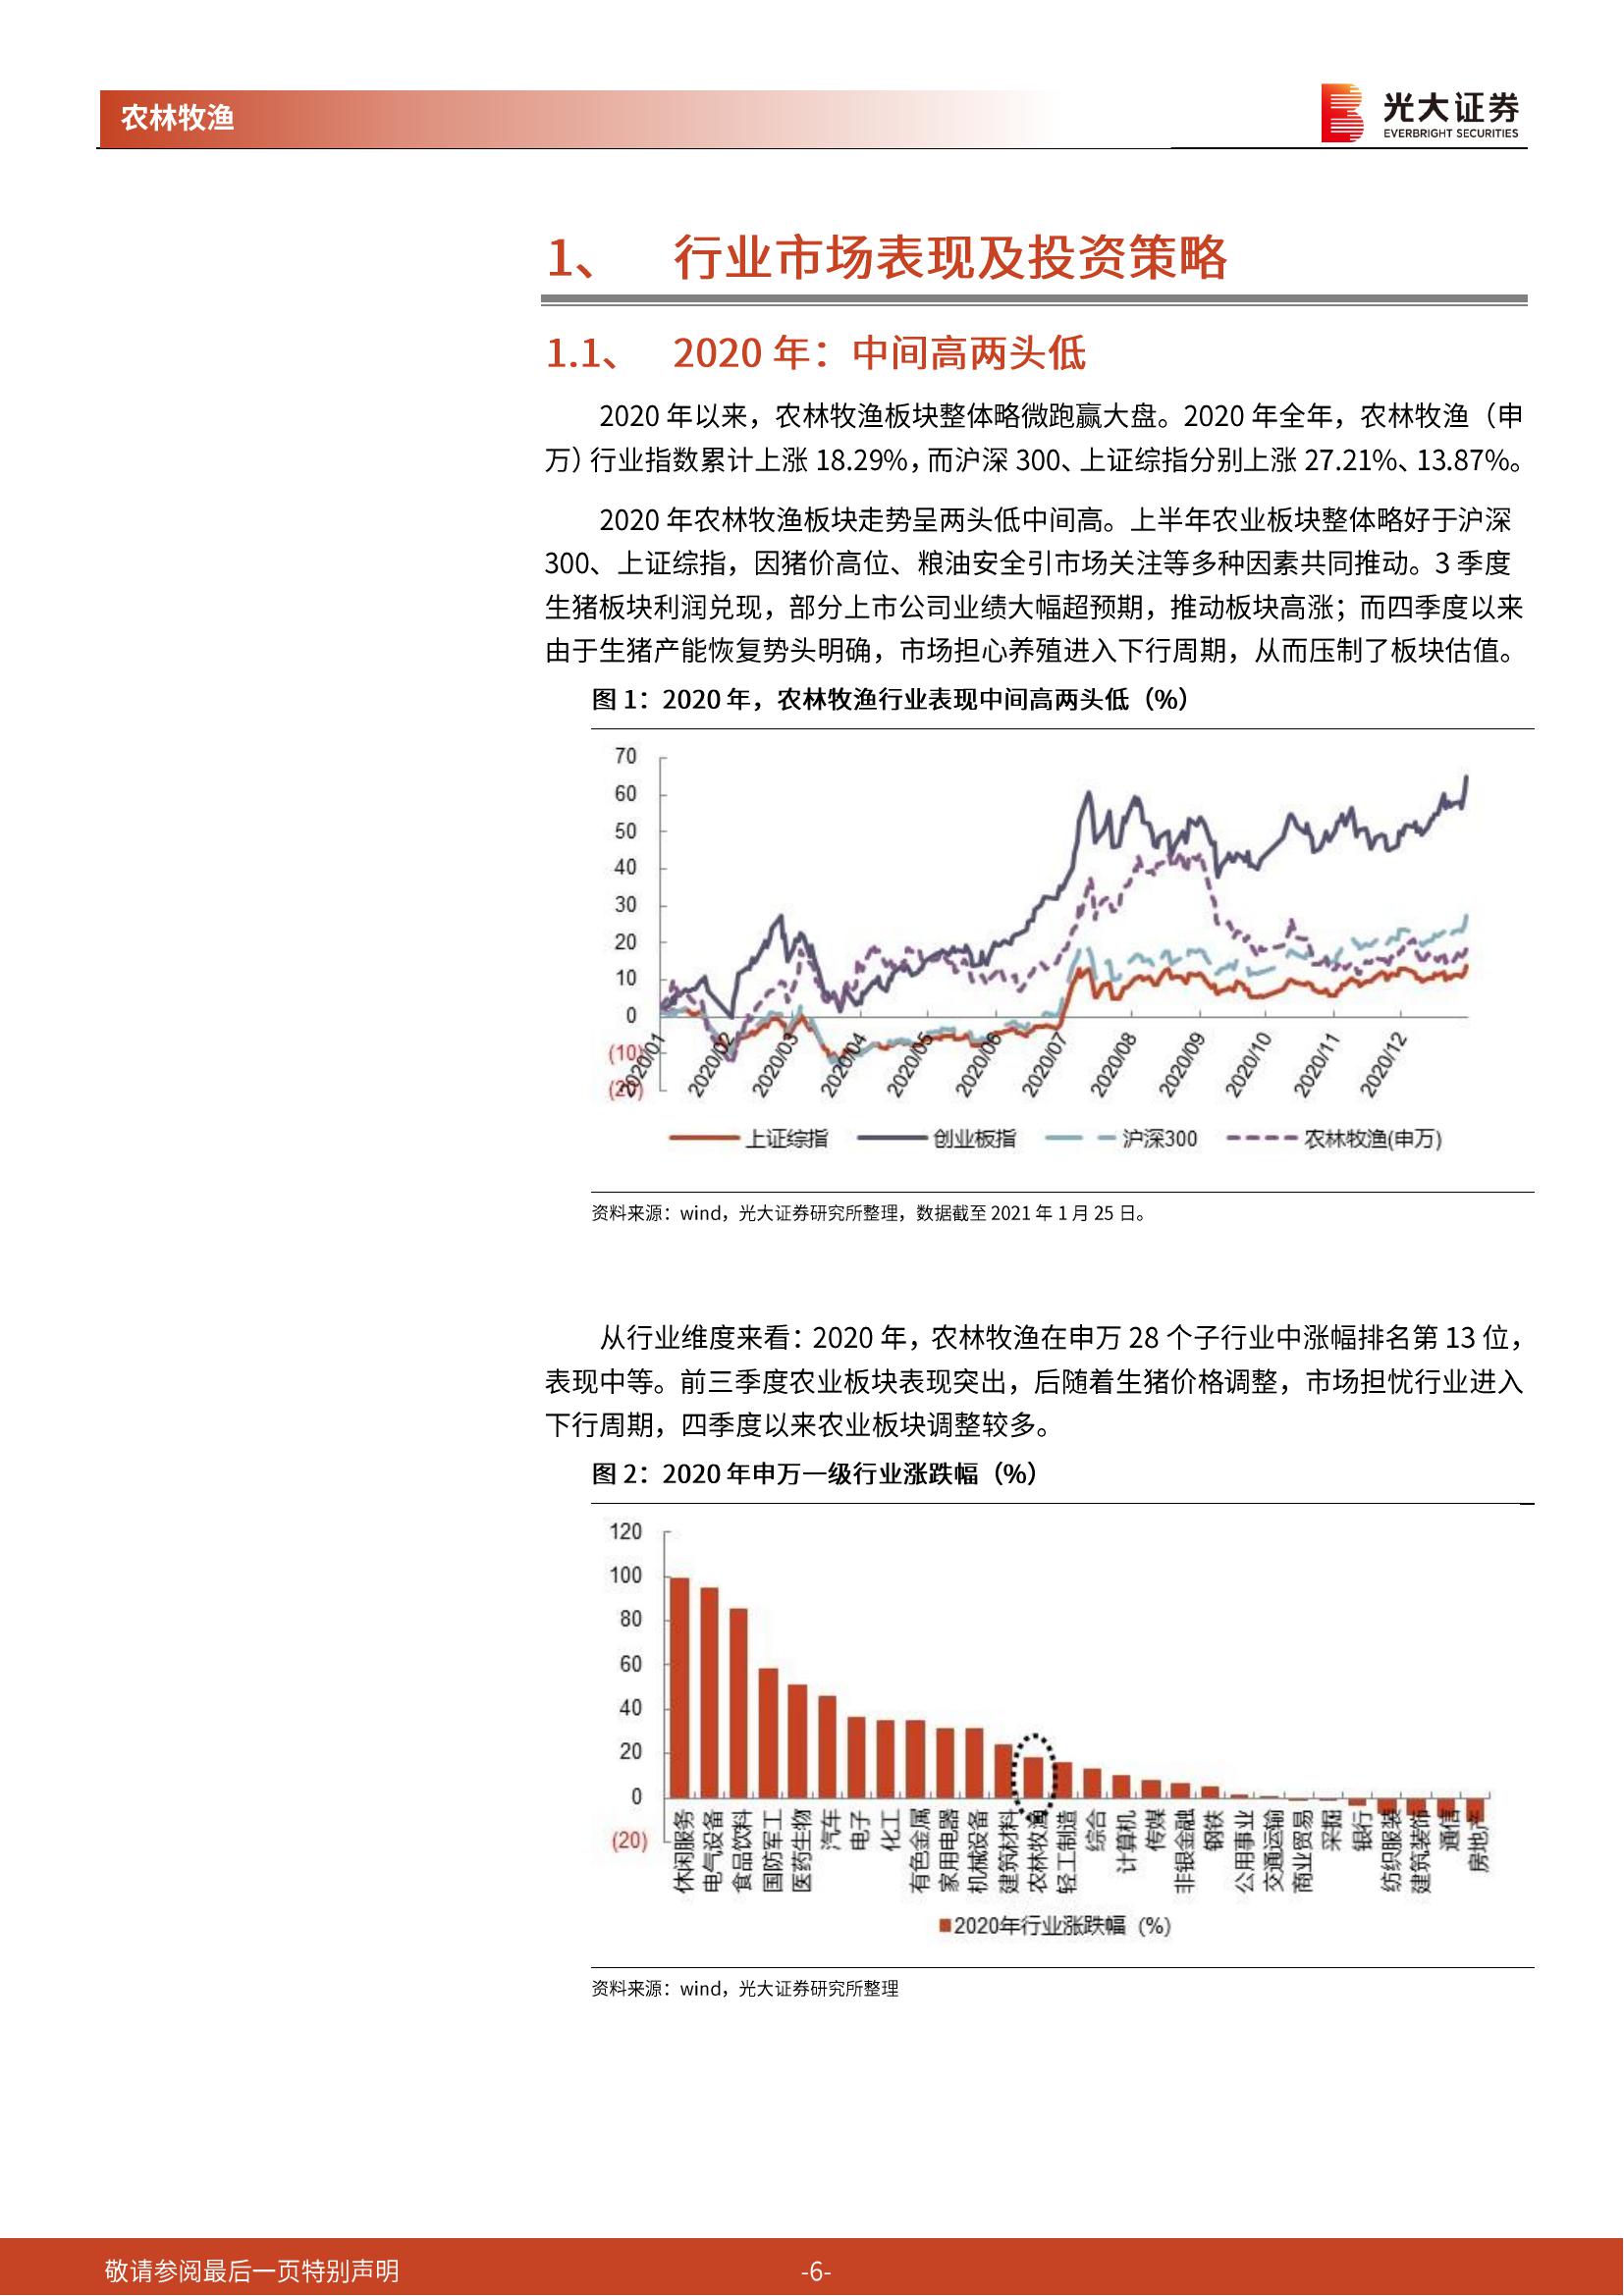 农林牧渔
光大证券
EVERBRIGHT SECURITIES
1、 行业市场表现及投资策略
1.1、 2020 年：中间高两头低
2020 年以来，农林牧渔板块整体略微跑赢大盘。2020 年全年，农林牧渔（申
万）行业指数累计上涨 18.29%，而沪深 300、上证综指分别上涨 27.21%、13.87%。
2020 年农林牧渔板块走势呈两头低中间高。上半年农业板块整体略好于沪深
300、上证综指，因猪价高位、粮油安全引市场关注等多种因素共同推动。3 季度
生猪板块利润兑现，部分上市公司业绩大幅超预期，推动板块高涨；而四季度以来
由于生猪产能恢复势头明确，市场担心养殖进入下行周期，从而压制了板块估值。
图 1：2020 年，农林牧渔行业表现中间高两头低（%）
70
60
50
40
30
20
10
0
(10)
(20)
2020/01
2020/02
2020/03
2020/04
2020/05
2020/06
2020/07
2020/08
2020/09
2020/10
2020/11
2020/12
上证综指 创业板指 沪深300 农林牧渔(申万)
资料来源：wind，光大证券研究所整理，数据截至 2021 年 1 月 25 日。
从行业维度来看：2020 年，农林牧渔在申万 28 个子行业中涨幅排名第 13 位，
表现中等。前三季度农业板块表现突出，后随着生猪价格调整，市场担忧行业进入
下行周期，四季度以来农业板块调整较多。
图 2：2020 年申万一级行业涨跌幅（%）
120
100
80
60
40
20
0
(20)
休闲服务
电气设备
食品饮料
国防军工
医药生物
汽车
电子
化工
有色金属
家用电器
机械设备
建筑材料
农林牧渔
轻工制造
综合
计算机
传媒
非银金融
钢铁
公用事业
交通运输
商业贸易
采掘
银行
纺织服装
建筑装饰
通信
房地产
2020年行业涨跌幅（%）
资料来源：wind，光大证券研究所整理
敬请参阅最后一页特别声明
-6-